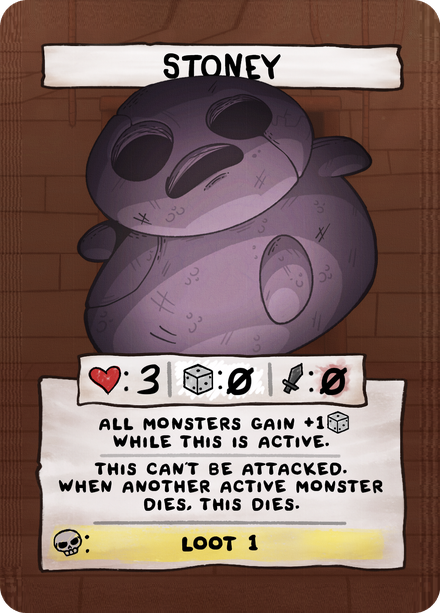 STONEY
: 3 : Ø : Ø
ALL MONSTERS GAIN +1
WHILE THIS IS ACTIVE.
THIS CAN'T BE ATTACKED.
WHEN ANOTHER ACTIVE MONSTER
DIES, THIS DIES.
: LOOT 1